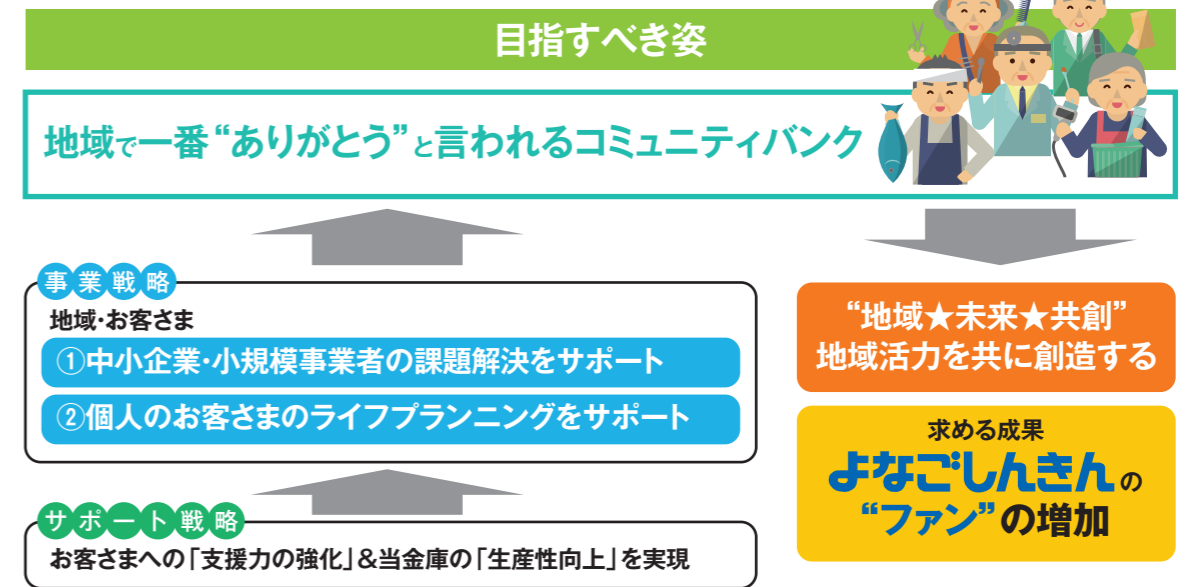 目指すべき姿
地域で一番“ありがとう”と言われるコミュニティバンク
事業戦略
地域・お客さま
①中小企業・小規模事業者の課題解決をサポート
②個人のお客さまのライフプランニングをサポート
サポート戦略
お客さまへの「支援力の強化」&当金庫の「生産性向上」を実現
“地域★未来★共創”
地域活力を共に創造する
求める成果
よなごしんきんの
“ファン”の増加